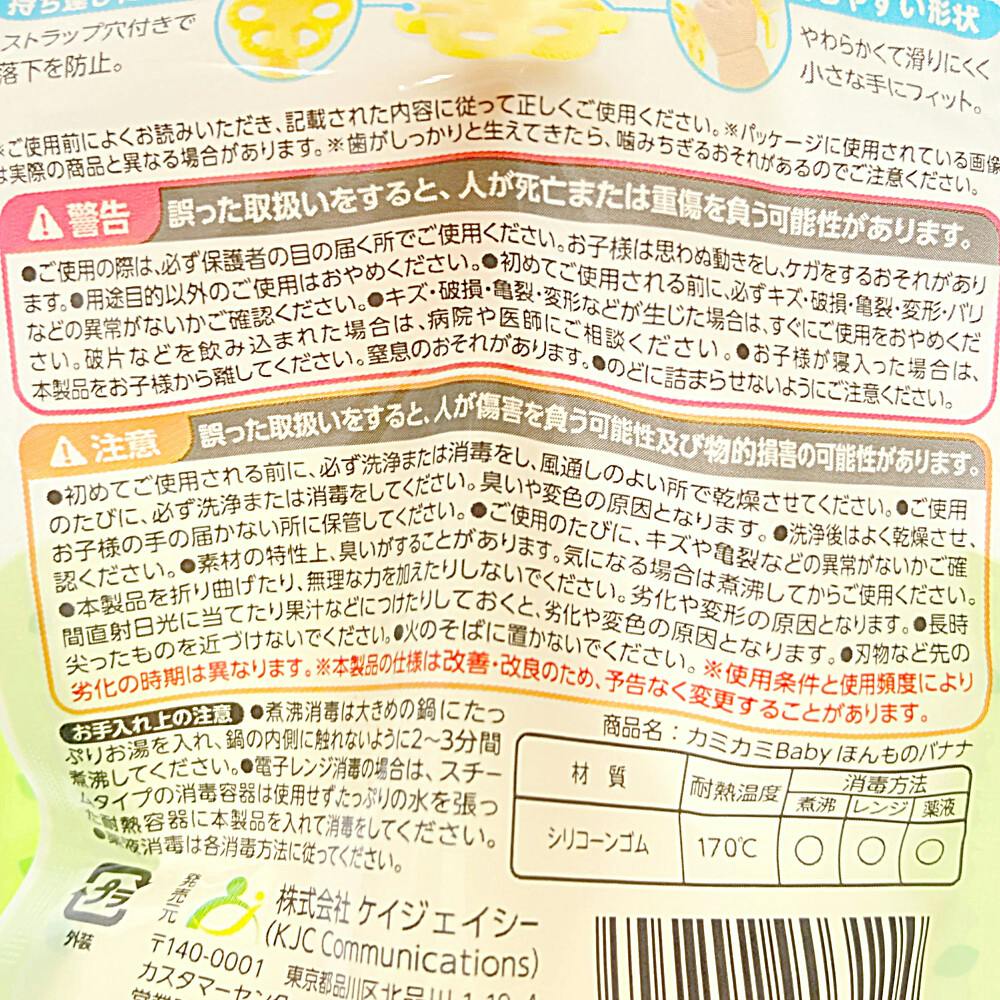 ストラップ穴付きで
落下を防止。
やすい形状
やわらかくて滑りにくく
小さな手にフィット。
※ご使用前によくお読みいただき、記載された内容に従って正しくご使用ください。※パッケージに使用されている画像
は実際の商品と異なる場合があります。※歯がしっかりと生えてきたら、噛みちぎるおそれがあるのでご注意ください。
警告 誤った取扱いをすると、人が死亡または重傷を負う可能性があります。
●ご使用の際は、必ず保護者の目の届く所でご使用ください。お子様は思わぬ動きをし、ケガをするおそれがあり
ます。●用途目的以外のご使用はおやめください。●初めてご使用される前に、必ずキズ・破損・亀裂・変形・バリ
などの異常がないかご確認ください。●キズ・破損・亀裂・変形などが生じた場合は、すぐにご使用をおやめくだ
さい。破片などを飲み込まれた場合は、病院や医師にご相談ください。●お子様が寝入った場合は、
本製品をお子様から離してください。窒息のおそれがあります。●のどに詰まらせないようにご注意ください。
注意 誤った取扱いをすると、人が傷害を負う可能性及び物的損害の可能性があります。
●初めてご使用される前に、必ず洗浄または消毒をし、風通しのよい所で乾燥させてください。●ご使用
のたびに、必ず洗浄または消毒をしてください。臭いや変色の原因となります。●洗浄後はよく乾燥させ、
お子様の手の届かない所に保管してください。●ご使用のたびに、キズや亀裂などの異常がないかご確
認ください。●素材の特性上、臭いがすることがあります。気になる場合は煮沸してからご使用ください。
●本製品を折り曲げたり、無理な力を加えたりしないでください。劣化や変形の原因となります。●長時
間直射日光に当てたり果汁などにつけたりしておくと、劣化や変色の原因となります。●刃物など先の
尖ったものを近づけないでください。●火のそばに置かないでください。※使用条件と使用頻度により
劣化の時期は異なります。※本製品の仕様は改善・改良のため、予告なく変更することがあります。
お手入れ上の注意 ●煮沸消毒は大きめの鍋にたっ
ぷりお湯を入れ、鍋の内側に触れないように2〜3分間
煮沸してください。●電子レンジ消毒の場合は、スチー
ムタイプの消毒容器は使用せずたっぷりの水を張っ
た耐熱容器に本製品を入れて消毒をしてください。
●薬液消毒は各消毒方法に従ってください。
商品名：カミカミBaby ほんものバナナ
材質 耐熱温度 消毒方法
煮沸 レンジ 薬液
シリコーンゴム 170℃ ○ ○ ○
プラ
外装
発売元
株式会社 ケイジェイシー
(KJC Communications)
〒140-0001 東京都品川区北品川
カスタマーセンター